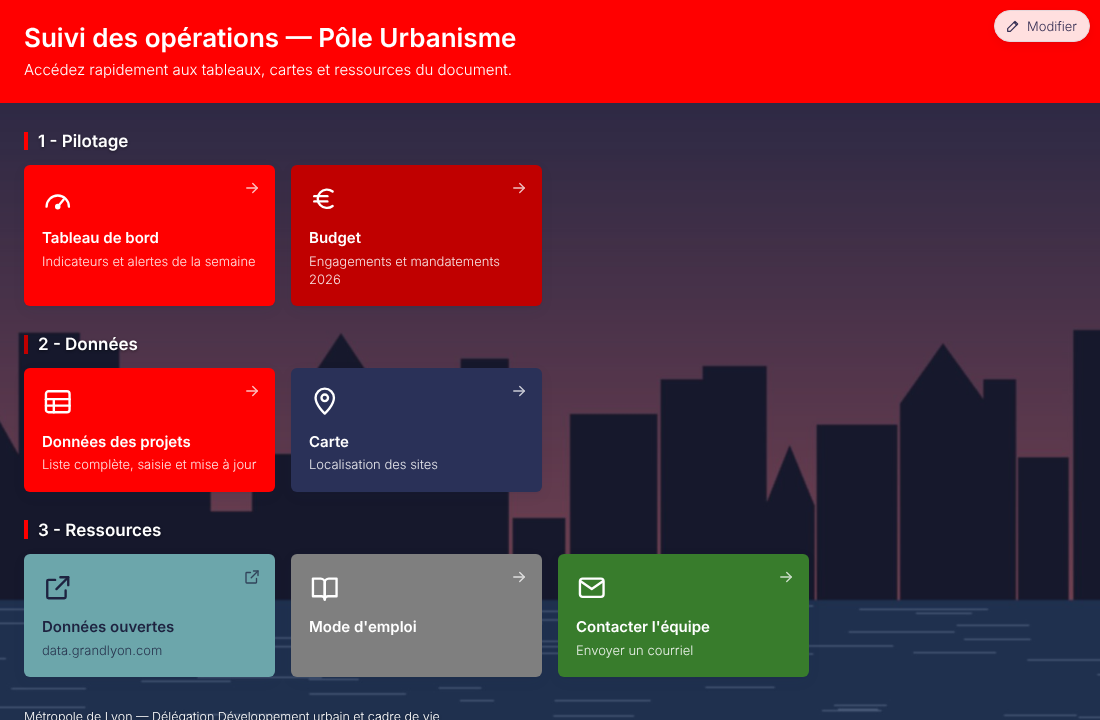 Suivi des opérations — Pôle Urbanisme
Modifier
Accédez rapidement aux tableaux, cartes et ressources du document.
1 - Pilotage
Tableau de bord
Indicateurs et alertes de la semaine
Budget
Engagements et mandatements
2026
2 - Données
Données des projets
Liste complète, saisie et mise à jour
Carte
Localisation des sites
3 - Ressources
Données ouvertes
data.grandlyon.com
Mode d'emploi
Contacter l'équipe
Envoyer un courriel
Métropole de Lyon — Délégation Développement urbain et cadre de vie